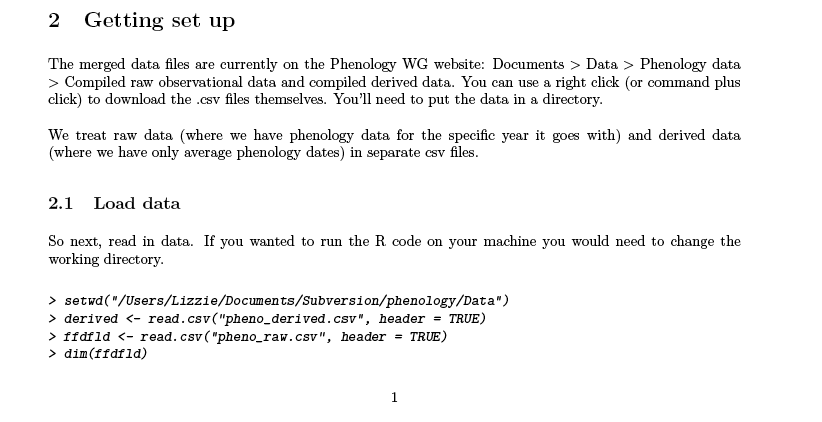 2 Getting set up
The merged data files are currently on the Phenology WG website: Documents > Data > Phenology data
> Compiled raw observational data and compiled derived data. You can use a right click (or command plus
click) to download the .csv files themselves. You'll need to put the data in a directory.
We treat raw data (where we have phenology data for the specific year it goes with) and derived data
(where we have only average phenology dates) in separate csv files.
2.1 Load data
So next, read in data. If you wanted to run the R code on your machine you would need to change the
working directory.
> setwd("/Users/Lizzie/Documents/Subversion/phenology/Data")
> derived <- read.csv("pheno_derived.csv", header = TRUE)
> ffdfld <- read.csv("pheno_raw.csv", header = TRUE)
> dim(ffdfld)
1